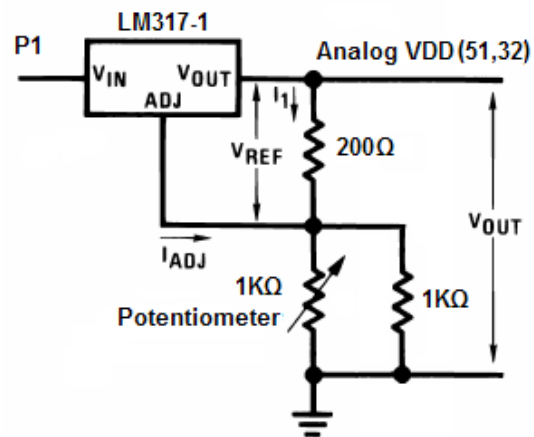 LM317-1
P1
Analog VDD (51,32)
VIN
VOUT
ADJ
I1
VREF
200Ω
VOUT
IADJ
1KΩ
Potentiometer
1KΩ